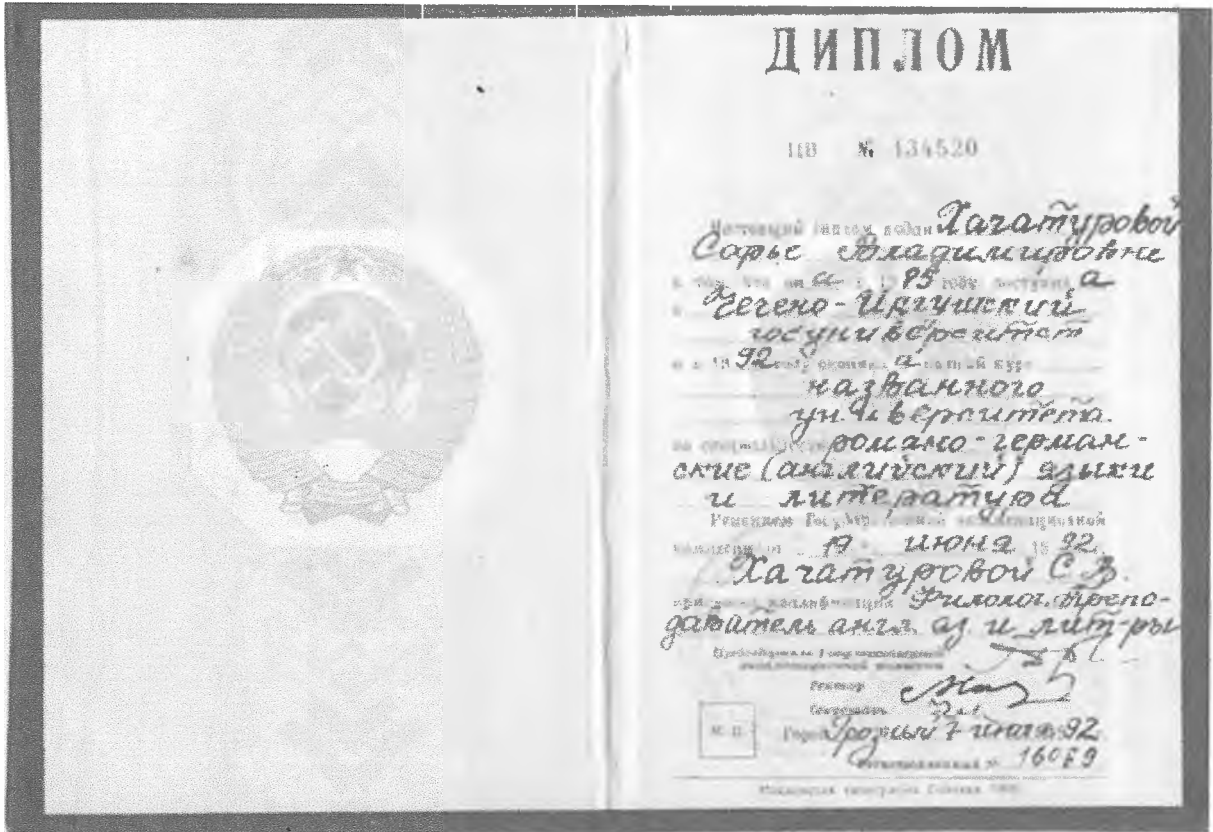 ДИПЛОМ
ЦВ № 134520
Настоящий диплом выдан Хачатуровой
Софье Владимировне
в том, что она в 1985 году поступила
в Чечено-Ингушский
госуниверситет
и в 1992 году окончила полный курс
названного
университета
по специальности романо-герман-
ские (английский) языки
и литература
Решением Государственной экзаменационной
комиссии от 19 июня 1992 г.
Хачатуровой С.В.
присвоена квалификация Филолог. Препо-
даватель англ. яз и лит-ры
Председатель Государственной
экзаменационной комиссии
Ректор
Секретарь
М. П.
Город Грозный 7 1992
Регистрационный №
Московская типография Гознака